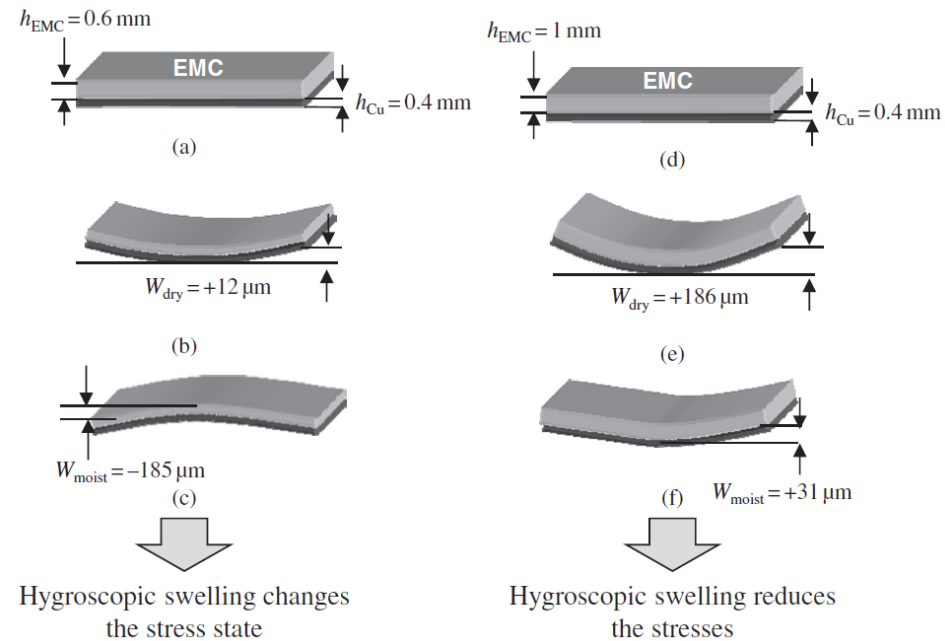 h_EMC = 0.6 mm
EMC
h_Cu = 0.4 mm
(a)
W_dry = +12 μm
(b)
W_moist = −185 μm
(c)
Hygroscopic swelling changes
the stress state
h_EMC = 1 mm
EMC
h_Cu = 0.4 mm
(d)
W_dry = +186 μm
(e)
(f)
W_moist = +31 μm
Hygroscopic swelling reduces
the stresses